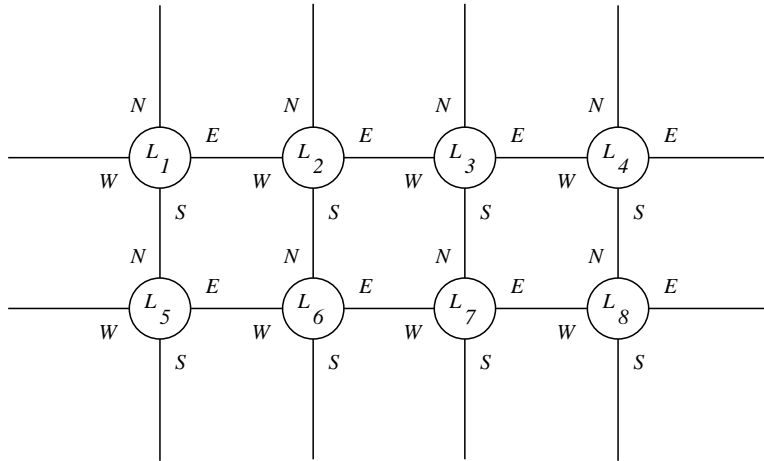 N N N N
E E E E
L1 L2 L3 L4
W W W W
S S S S
N N N N
E E E E
L5 L6 L7 L8
W W W W
S S S S